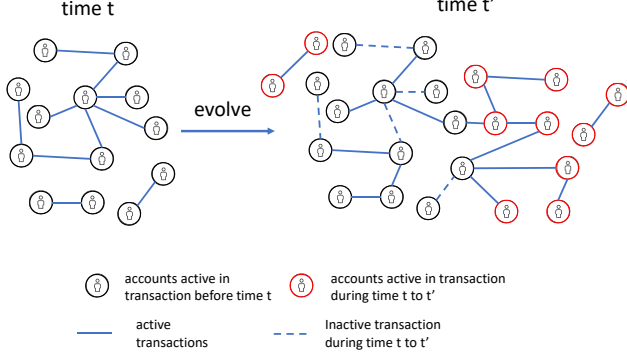 time t
time t’
evolve
accounts active in
transaction before time t
accounts active in transaction
during time t to t’
active
transactions
Inactive transaction
during time t to t’